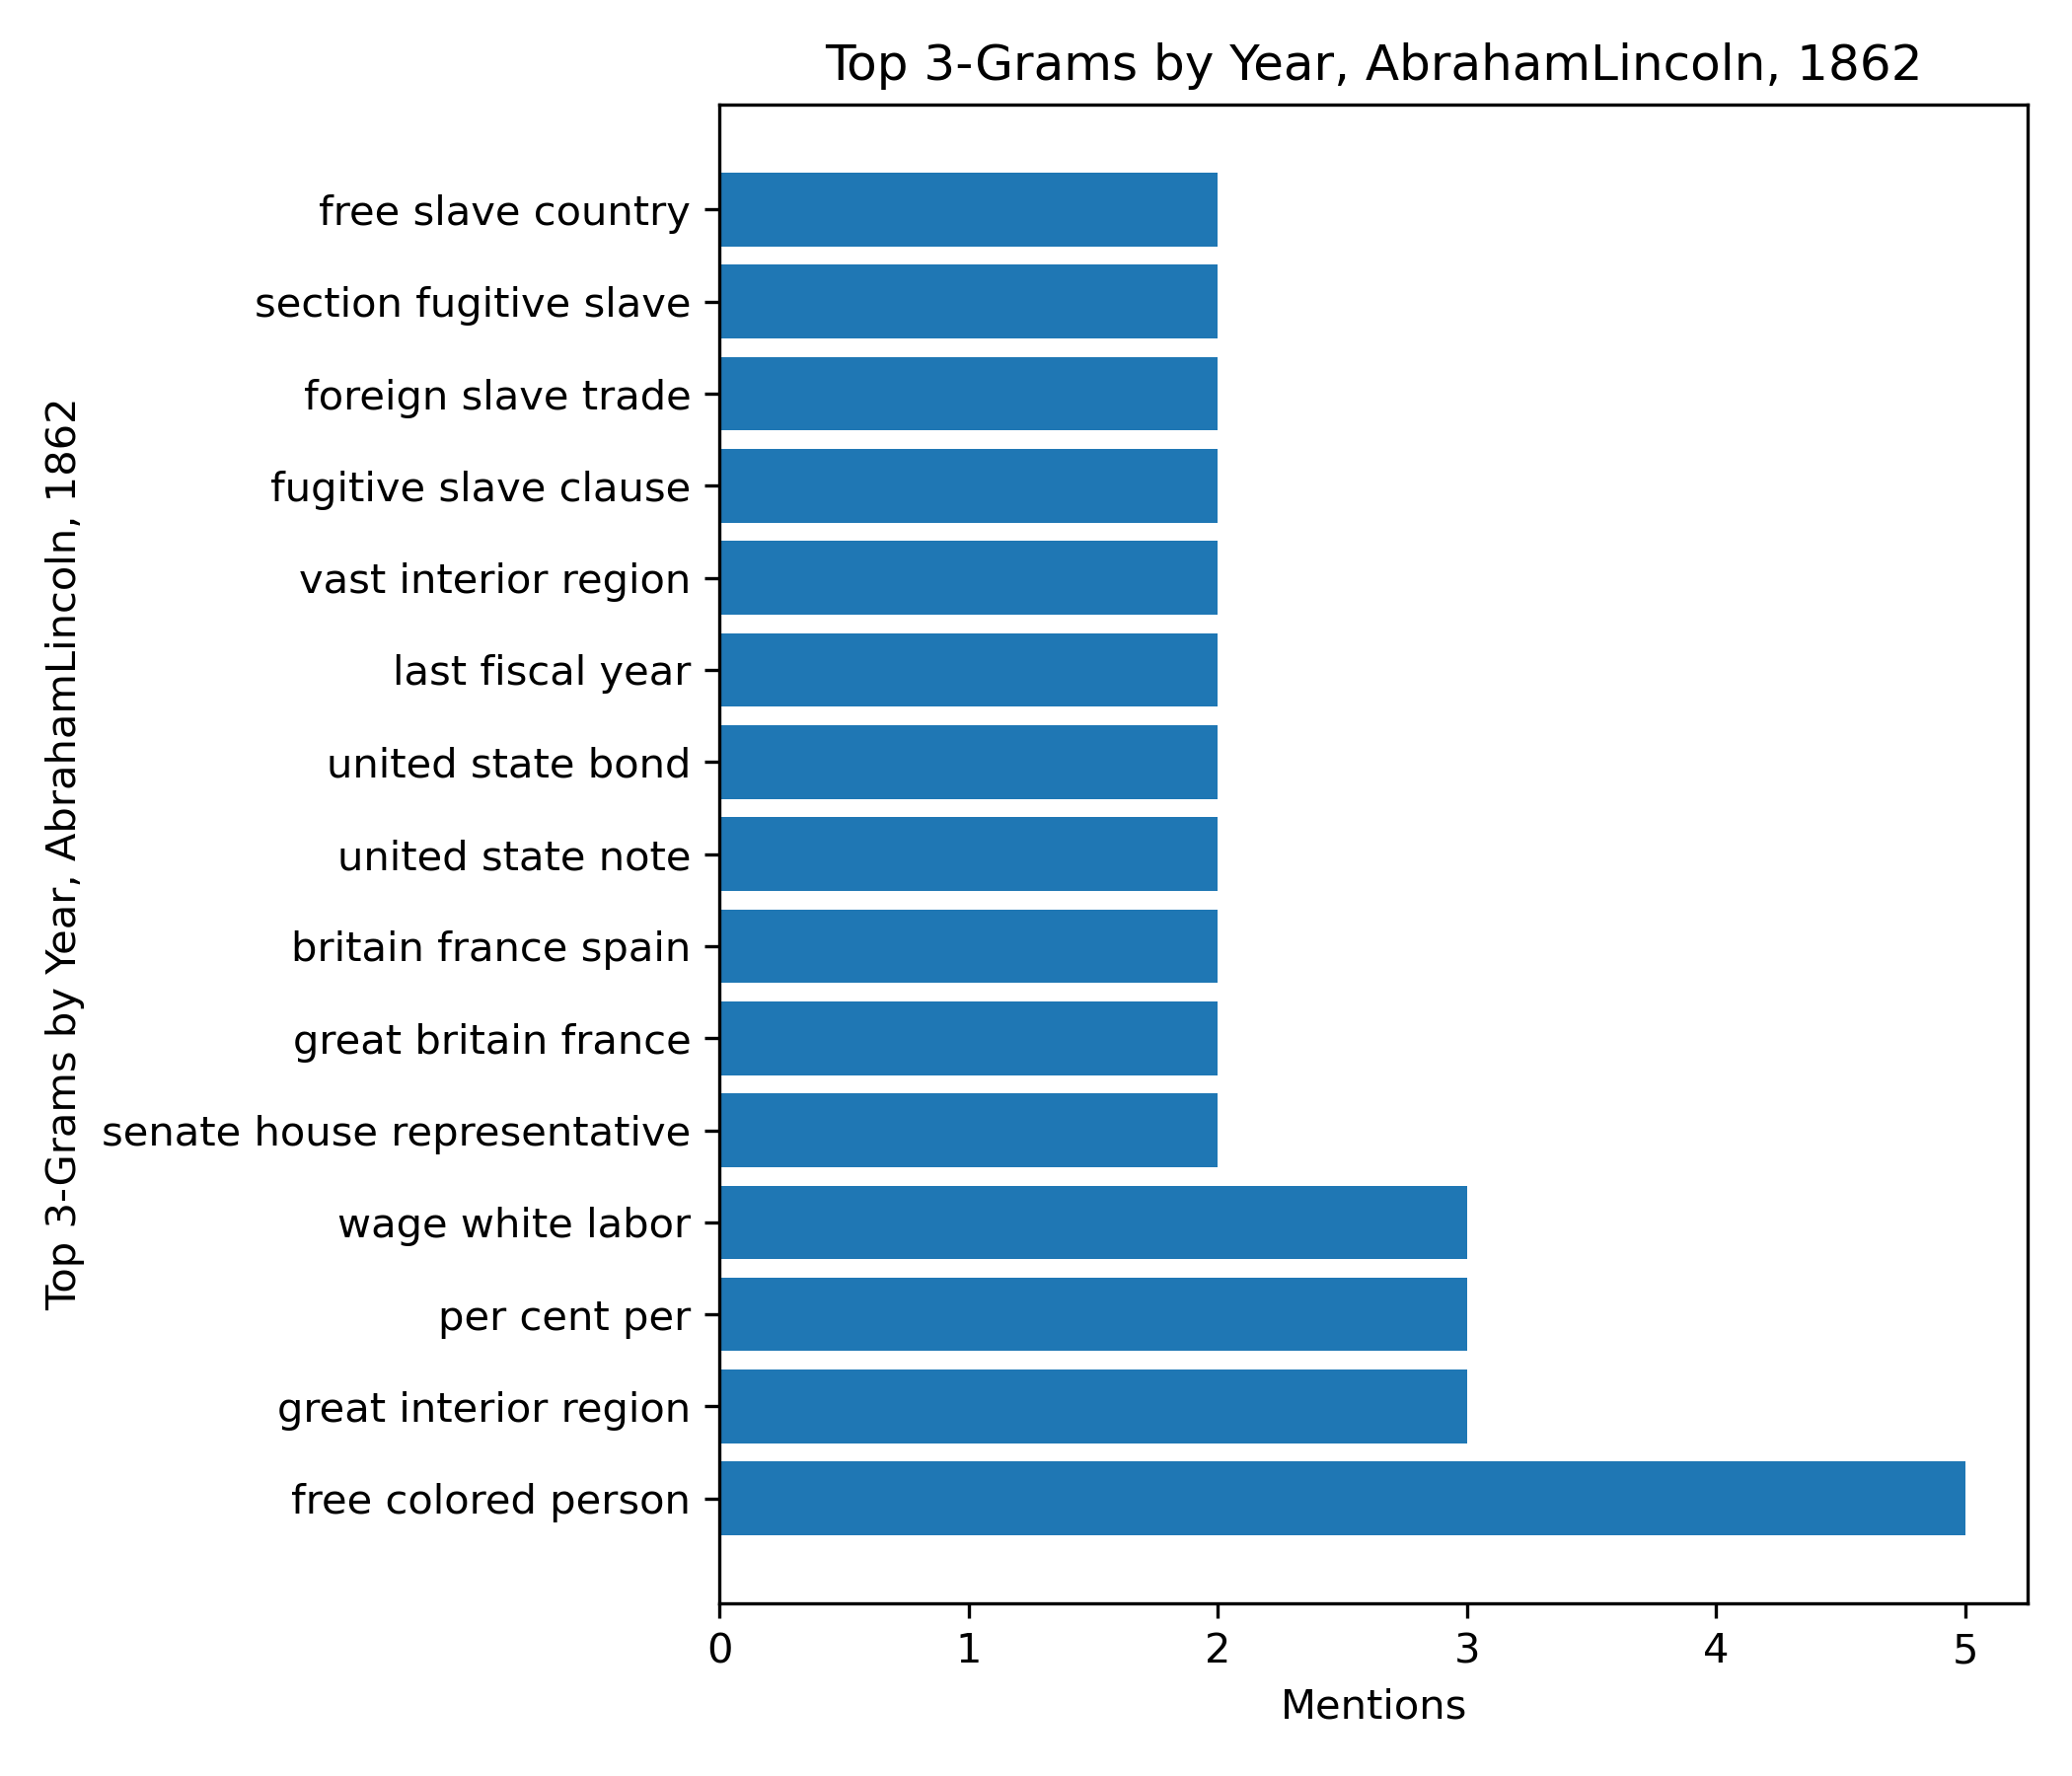 Top 3-Grams by Year, AbrahamLincoln, 1862
Top 3-Grams by Year, AbrahamLincoln, 1862
free slave country
section fugitive slave
foreign slave trade
fugitive slave clause
vast interior region
last fiscal year
united state bond
united state note
britain france spain
great britain france
senate house representative
wage white labor
per cent per
great interior region
free colored person
0 1 2 3 4 5
Mentions